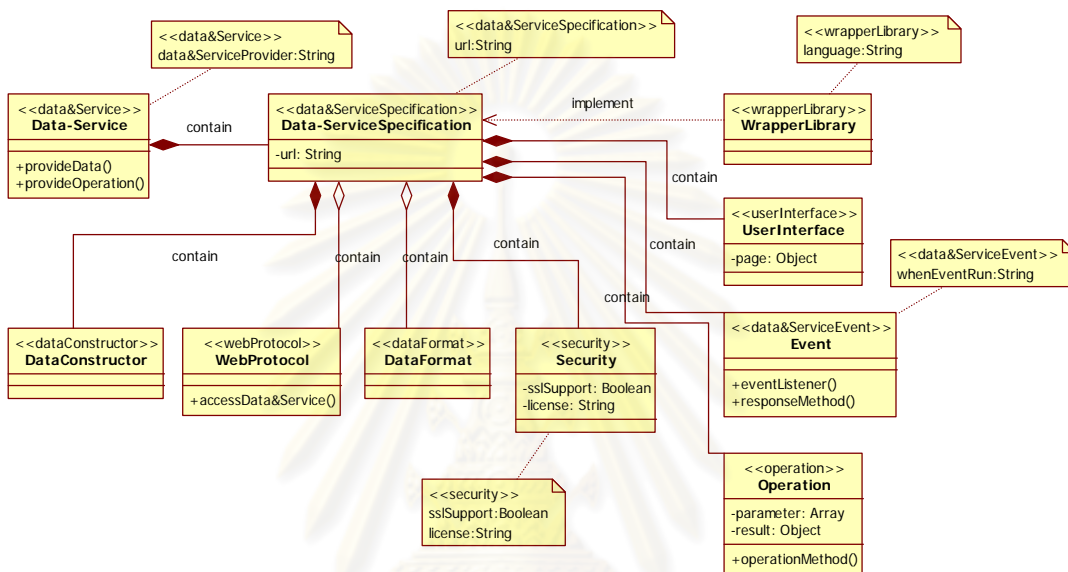 <<data&Service>>
data&ServiceProvider:String
<<data&ServiceSpecification>>
url:String
<<wrapperLibrary>>
language:String
<<data&Service>>
Data-Service
+provideData()
+provideOperation()
contain
<<data&ServiceSpecification>>
Data-ServiceSpecification
-url: String
implement
<<wrapperLibrary>>
WrapperLibrary
contain
<<userInterface>>
UserInterface
-page: Object
contain
contain
contain
contain
contain
contain
<<data&ServiceEvent>>
whenEventRun:String
<<dataConstructor>>
DataConstructor
<<webProtocol>>
WebProtocol
+accessData&Service()
<<dataFormat>>
DataFormat
<<security>>
Security
-sslSupport: Boolean
-license: String
<<data&ServiceEvent>>
Event
+eventListener()
+responseMethod()
<<security>>
sslSupport:Boolean
license:String
<<operation>>
Operation
-parameter: Array
-result: Object
+operationMethod()